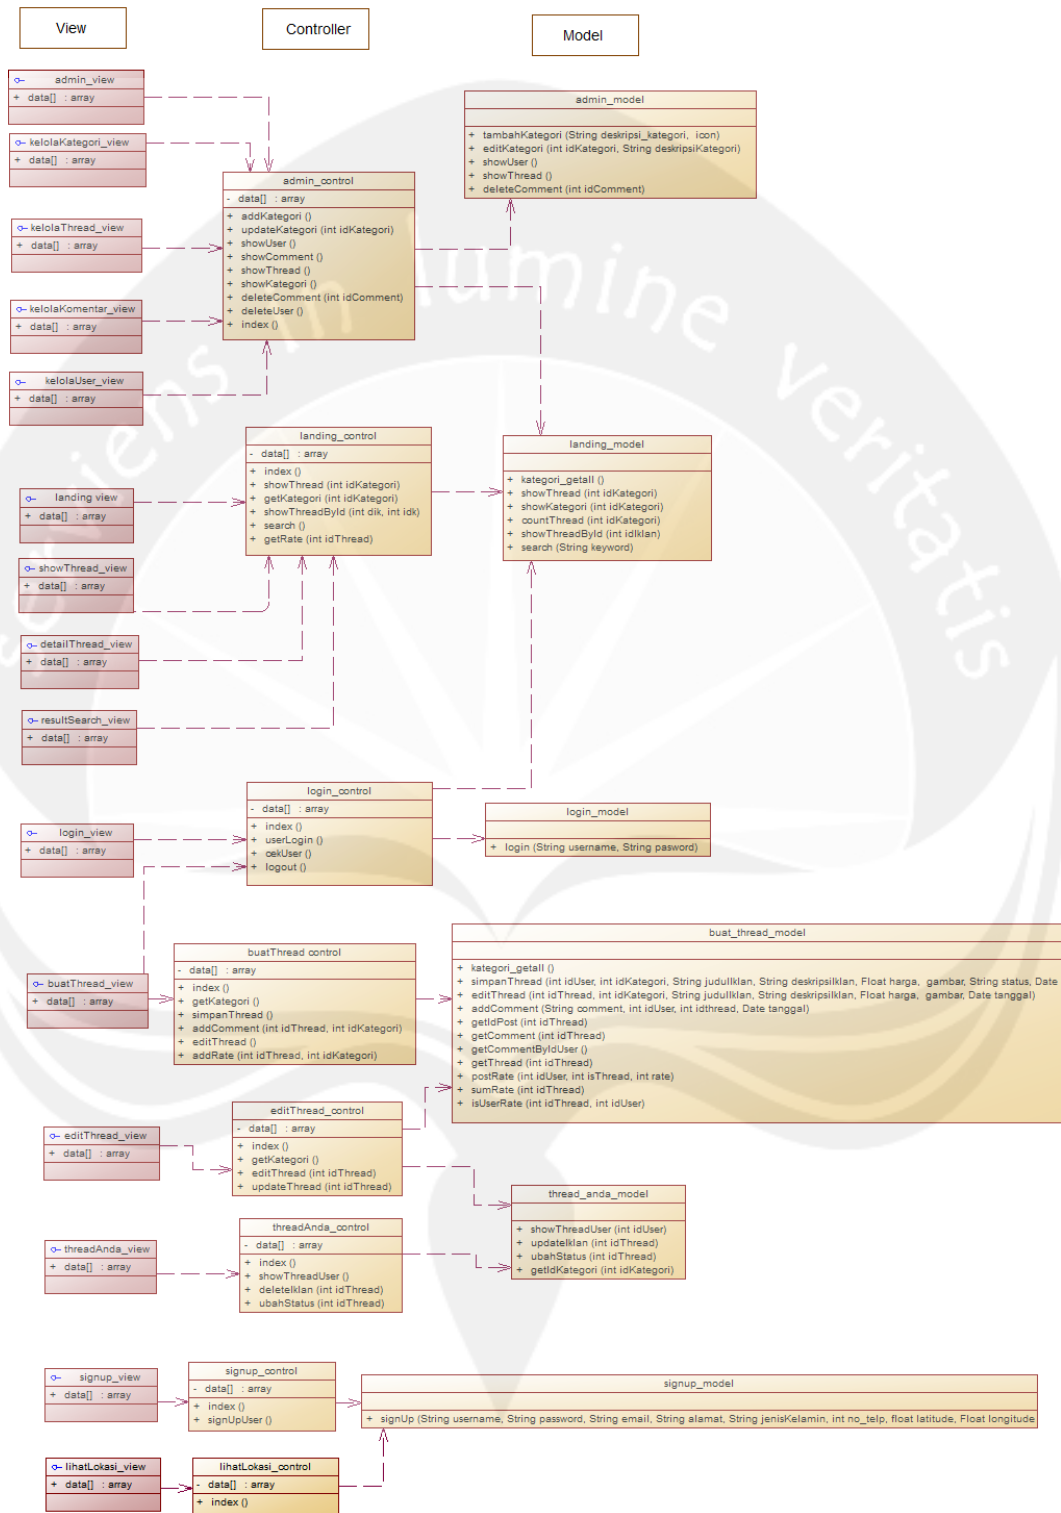 View
Controller
Model
admin_view
+ data[] : array
kelolaKategori_view
+ data[] : array
kelolaThread_view
+ data[] : array
kelolaKomentar_view
+ data[] : array
kelolaUser_view
+ data[] : array
admin_control
- data[] : array
+ addKategori ()
+ updateKategori (int idKategori)
+ showUser ()
+ showComment ()
+ showThread ()
+ showKategori ()
+ deleteComment (int idComment)
+ deleteUser ()
+ index ()
admin_model
+ tambahKategori (String deskripsi_kategori, icon)
+ editKategori (int idKategori, String deskripsiKategori)
+ showUser ()
+ showThread ()
+ deleteComment (int idComment)
landing view
+ data[] : array
showThread_view
+ data[] : array
detailThread_view
+ data[] : array
resultSearch_view
+ data[] : array
landing_control
- data[] : array
+ index ()
+ showThread (int idKategori)
+ getKategori (int idKategori)
+ showThreadById (int dik, int idk)
+ search ()
+ getRate (int idThread)
landing_model
+ kategori_getall ()
+ showThread (int idKategori)
+ showKategori (int idKategori)
+ countThread (int idKategori)
+ showThreadById (int idIklan)
+ search (String keyword)
login_view
+ data[] : array
login_control
- data[] : array
+ index ()
+ userLogin ()
+ cekUser ()
+ logout ()
login_model
+ login (String username, String pasword)
buatThread_view
+ data[] : array
buatThread control
- data[] : array
+ index ()
+ getKategori ()
+ simpanThread ()
+ addComment (int idThread, int idKategori)
+ editThread ()
+ addRate (int idThread, int idKategori)
buat_thread_model
+ kategori_getall ()
+ simpanThread (int idUser, int idKategori, String judulIklan, String deskripsiIklan, Float harga, gambar, String status, Date
+ editThread (int idThread, int idKategori, String judulIklan, String deskripsiIklan, Float harga, gambar, Date tanggal)
+ addComment (String comment, int idUser, int idthread, Date tanggal)
+ getIdPost (int idThread)
+ getComment (int idThread)
+ getCommentByIdUser ()
+ getThread (int idThread)
+ postRate (int idUser, int isThread, int rate)
+ sumRate (int idThread)
+ isUserRate (int idThread, int idUser)
editThread_view
+ data[] : array
editThread_control
- data[] : array
+ index ()
+ getKategori ()
+ editThread (int idThread)
+ updateThread (int idThread)
threadAnda_view
+ data[] : array
threadAnda_control
- data[] : array
+ index ()
+ showThreadUser ()
+ deleteIklan (int idThread)
+ ubahStatus (int idThread)
thread_anda_model
+ showThreadUser (int idUser)
+ updateIklan (int idThread)
+ ubahStatus (int idThread)
+ getIdKategori (int idKategori)
signup_view
+ data[] : array
signup_control
- data[] : array
+ index ()
+ signUpUser ()
signup_model
+ signUp (String username, String password, String email, String alamat, String jenisKelamin, int no_telp, float latitude, Float longitude
lihatLokasi_view
+ data[] : array
lihatLokasi_control
- data[] : array
+ index ()
serviens in lumine veritatis